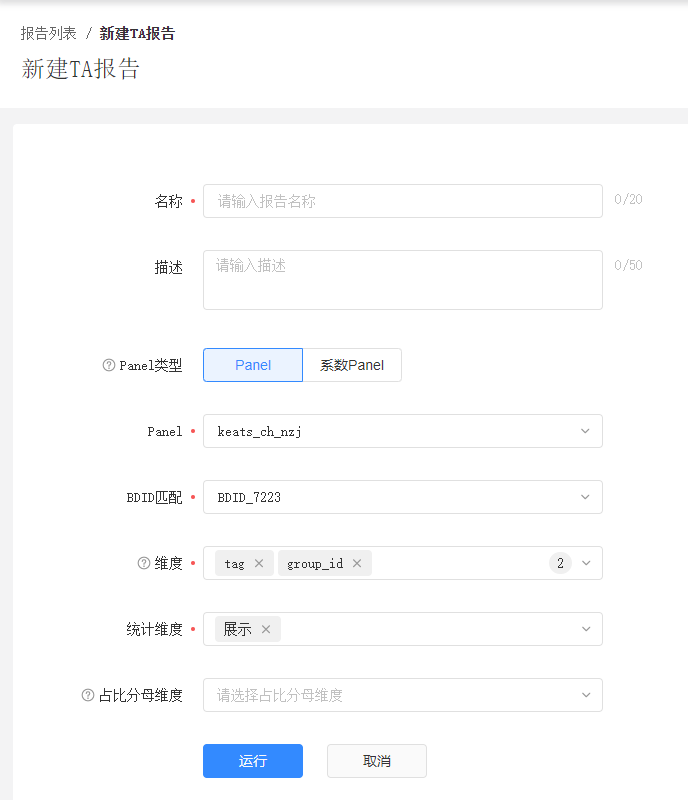 报告列表 / 新建TA报告
新建TA报告
名称 请输入报告名称 0/20
描述 请输入描述 0/50
Panel类型 Panel 系数Panel
Panel keats_ch_nzj
BDID匹配 BDID_7223
维度 tag group_id 2
统计维度 展示
占比分母维度 请选择占比分母维度
运行 取消